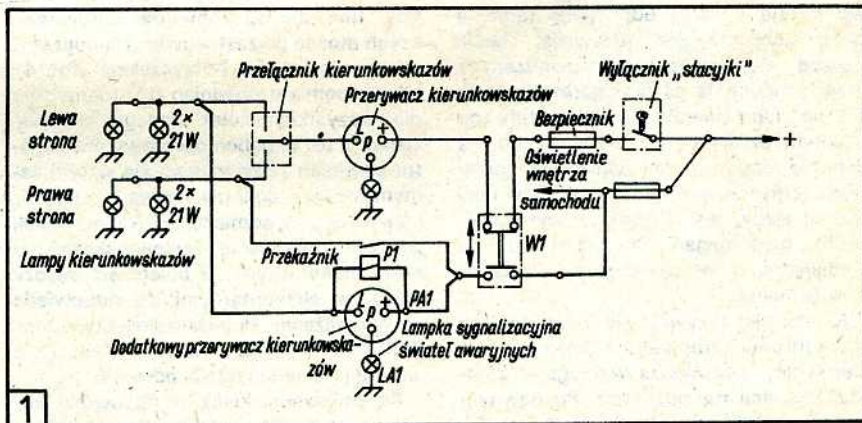 Przełącznik kierunkowskazów
Przerywacz kierunkowskazów
Wyłącznik „stacyjki"
Lewa
strona
2×
21W
L
p
+
Bezpiecznik
+
Oświetlenie
wnętrza
samochodu
Prawa
strona
2×
21W
W1
Lampy kierunkowskazów
Przekaźnik
P1
L
p
+
PA1
Dodatkowy przerywacz kierunkowska-
zów
LA1
Lampka sygnalizacyjna
świateł awaryjnych
1